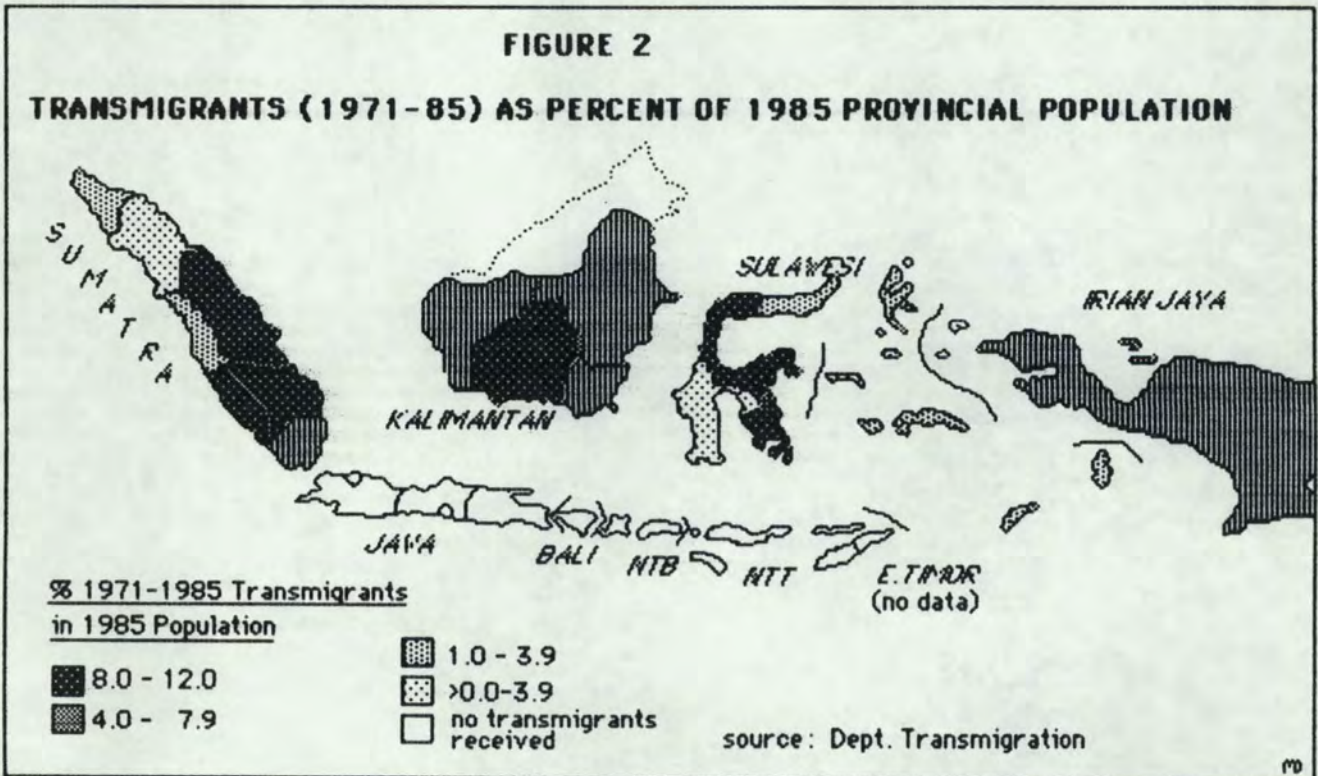 FIGURE 2
TRANSMIGRANTS (1971-85) AS PERCENT OF 1985 PROVINCIAL POPULATION
SUMATRA
KALIMANTAN
SULAWESI
IRIAN JAYA
JAWA
BALI
NTB
NTT
E.TIMOR
(no data)
% 1971-1985 Transmigrants
in 1985 Population
8.0 - 12.0
4.0 - 7.9
1.0 - 3.9
>0.0-3.9
no transmigrants
received
source: Dept. Transmigration
MD